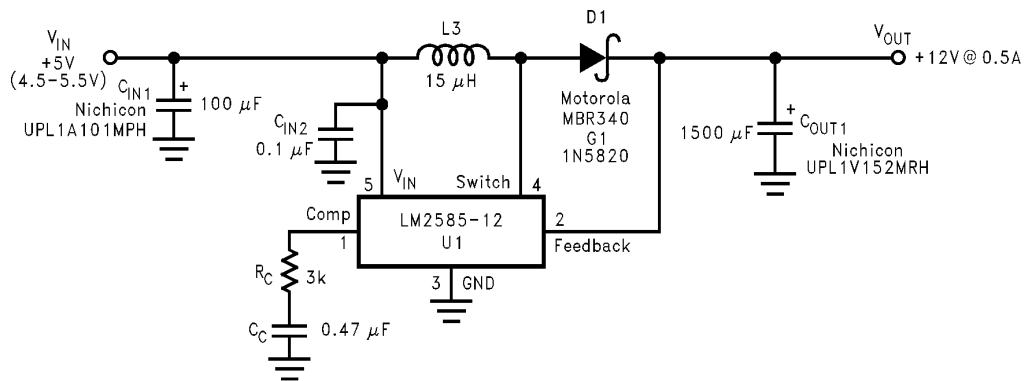 D1
L3
V_IN
+5V
(4.5-5.5V)
V_OUT
+12V @ 0.5A
15 μH
C_IN1
+
100 μF
Nichicon
UPL1A101MPH
C_IN2
0.1 μF
Motorola
MBR340
G1
1N5820
1500 μF
+
C_OUT1
Nichicon
UPL1V152MRH
5
V_IN
Switch
4
Comp
1
LM2585-12
U1
2
Feedback
3
GND
R_C
3k
C_C
0.47 μF